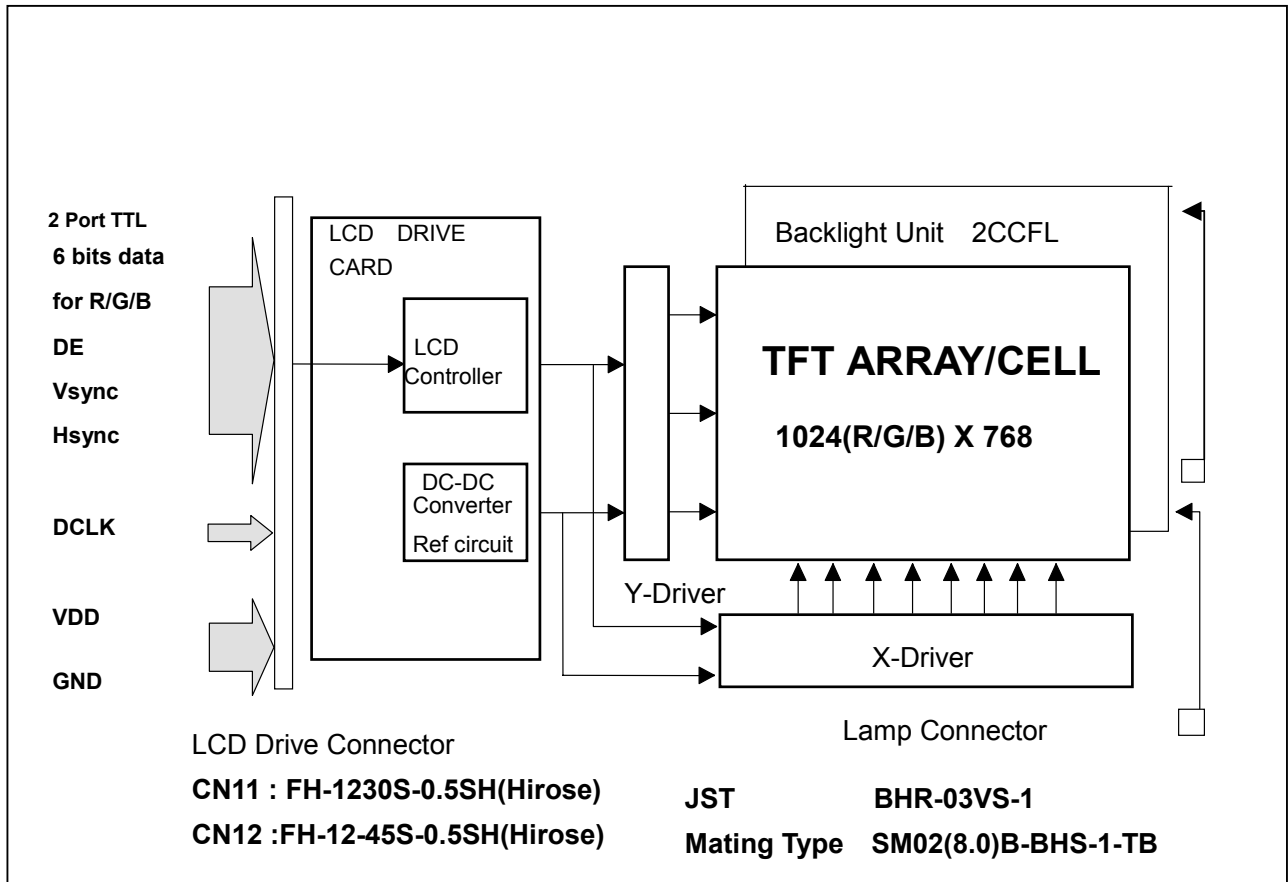 2 Port TTL
6 bits data
for R/G/B
DE
Vsync
Hsync
DCLK
VDD
GND
LCD DRIVE
CARD
LCD
Controller
DC-DC
Converter
Ref circuit
Backlight Unit 2CCFL
TFT ARRAY/CELL
1024(R/G/B) X 768
Y-Driver
X-Driver
LCD Drive Connector
CN11 : FH-1230S-0.5SH(Hirose)
CN12 :FH-12-45S-0.5SH(Hirose)
Lamp Connector
JST BHR-03VS-1
Mating Type SM02(8.0)B-BHS-1-TB